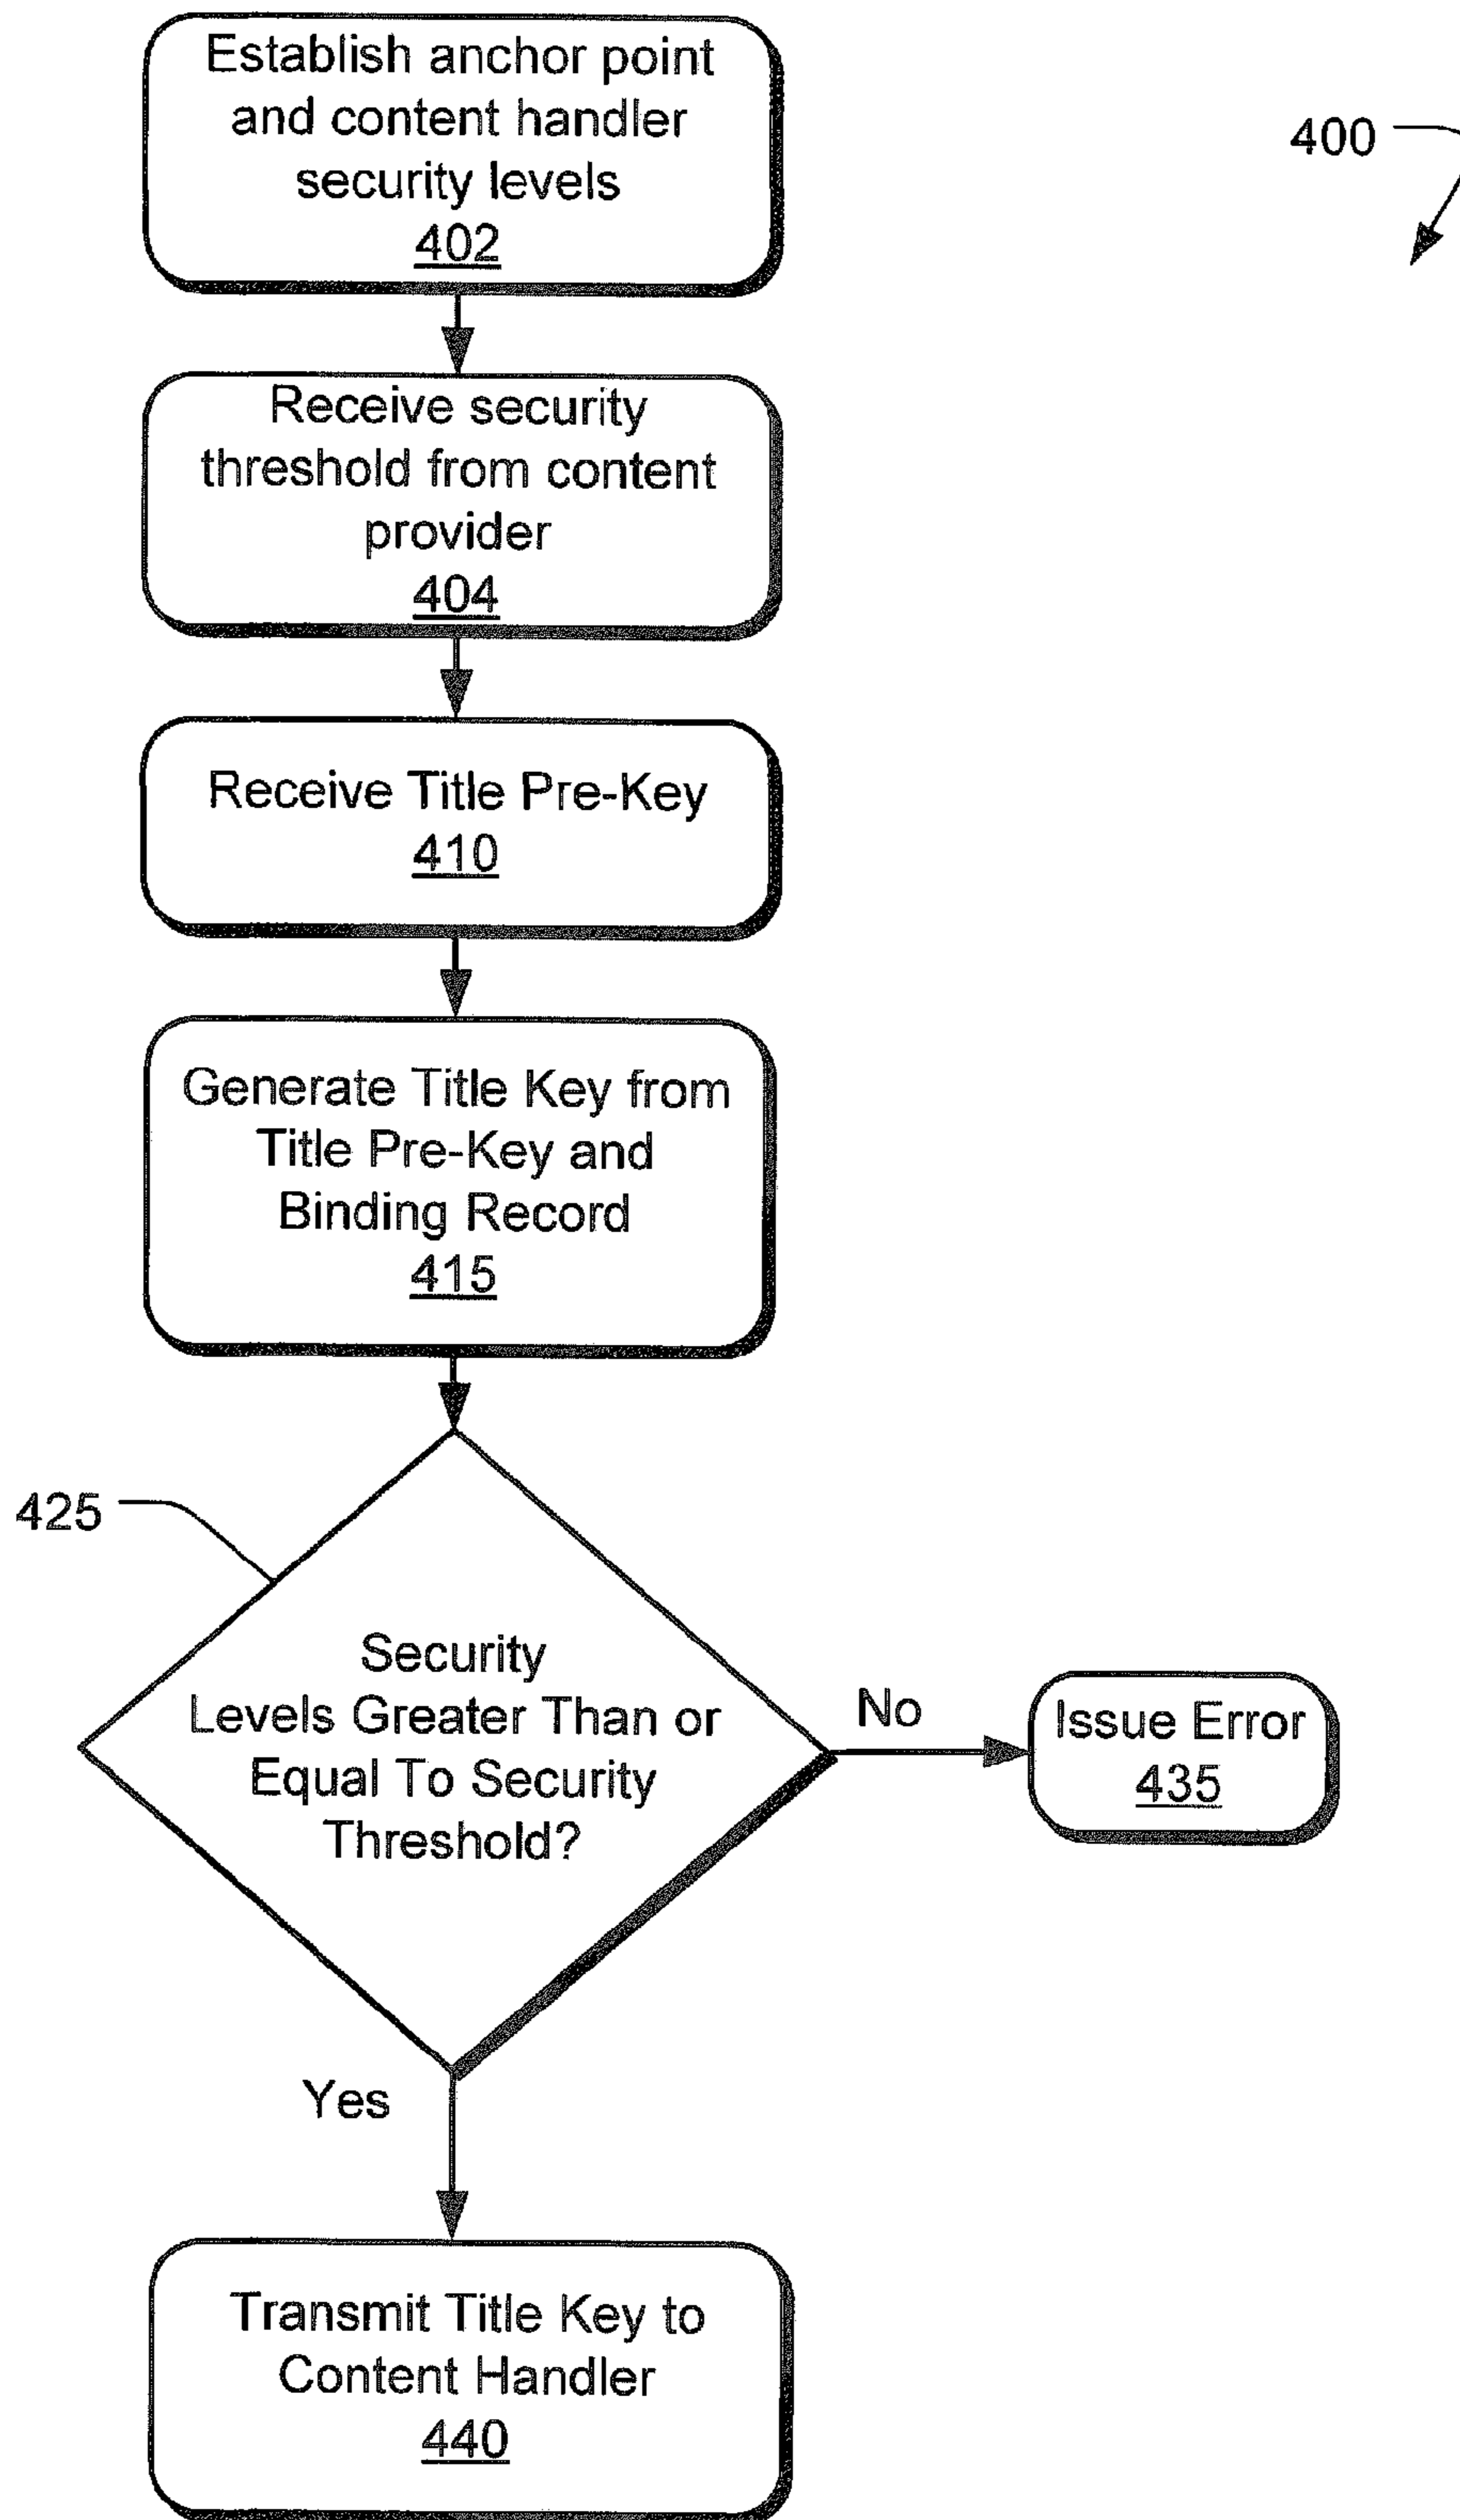 Establish anchor point
and content handler
security levels
402
400
Receive security
threshold from content
provider
404
Receive Title Pre-Key
410
Generate Title Key from
Title Pre-Key and
Binding Record
415
425
Security
Levels Greater Than or
Equal To Security
Threshold?
No
Issue Error
435
Yes
Transmit Title Key to
Content Handler
440